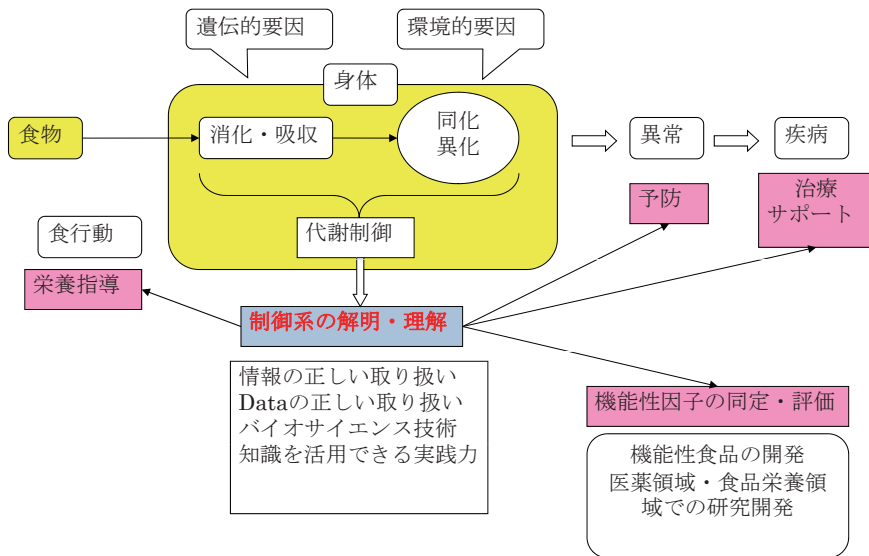 遺伝的要因
環境的要因
身体
食物
消化・吸収
同化
異化
異常
疾病
予防
治療
サポート
代謝制御
食行動
栄養指導
制御系の解明・理解
情報の正しい取り扱い
Dataの正しい取り扱い
バイオサイエンス技術
知識を活用できる実践力
機能性因子の同定・評価
機能性食品の開発
医薬領域・食品栄養領
域での研究開発